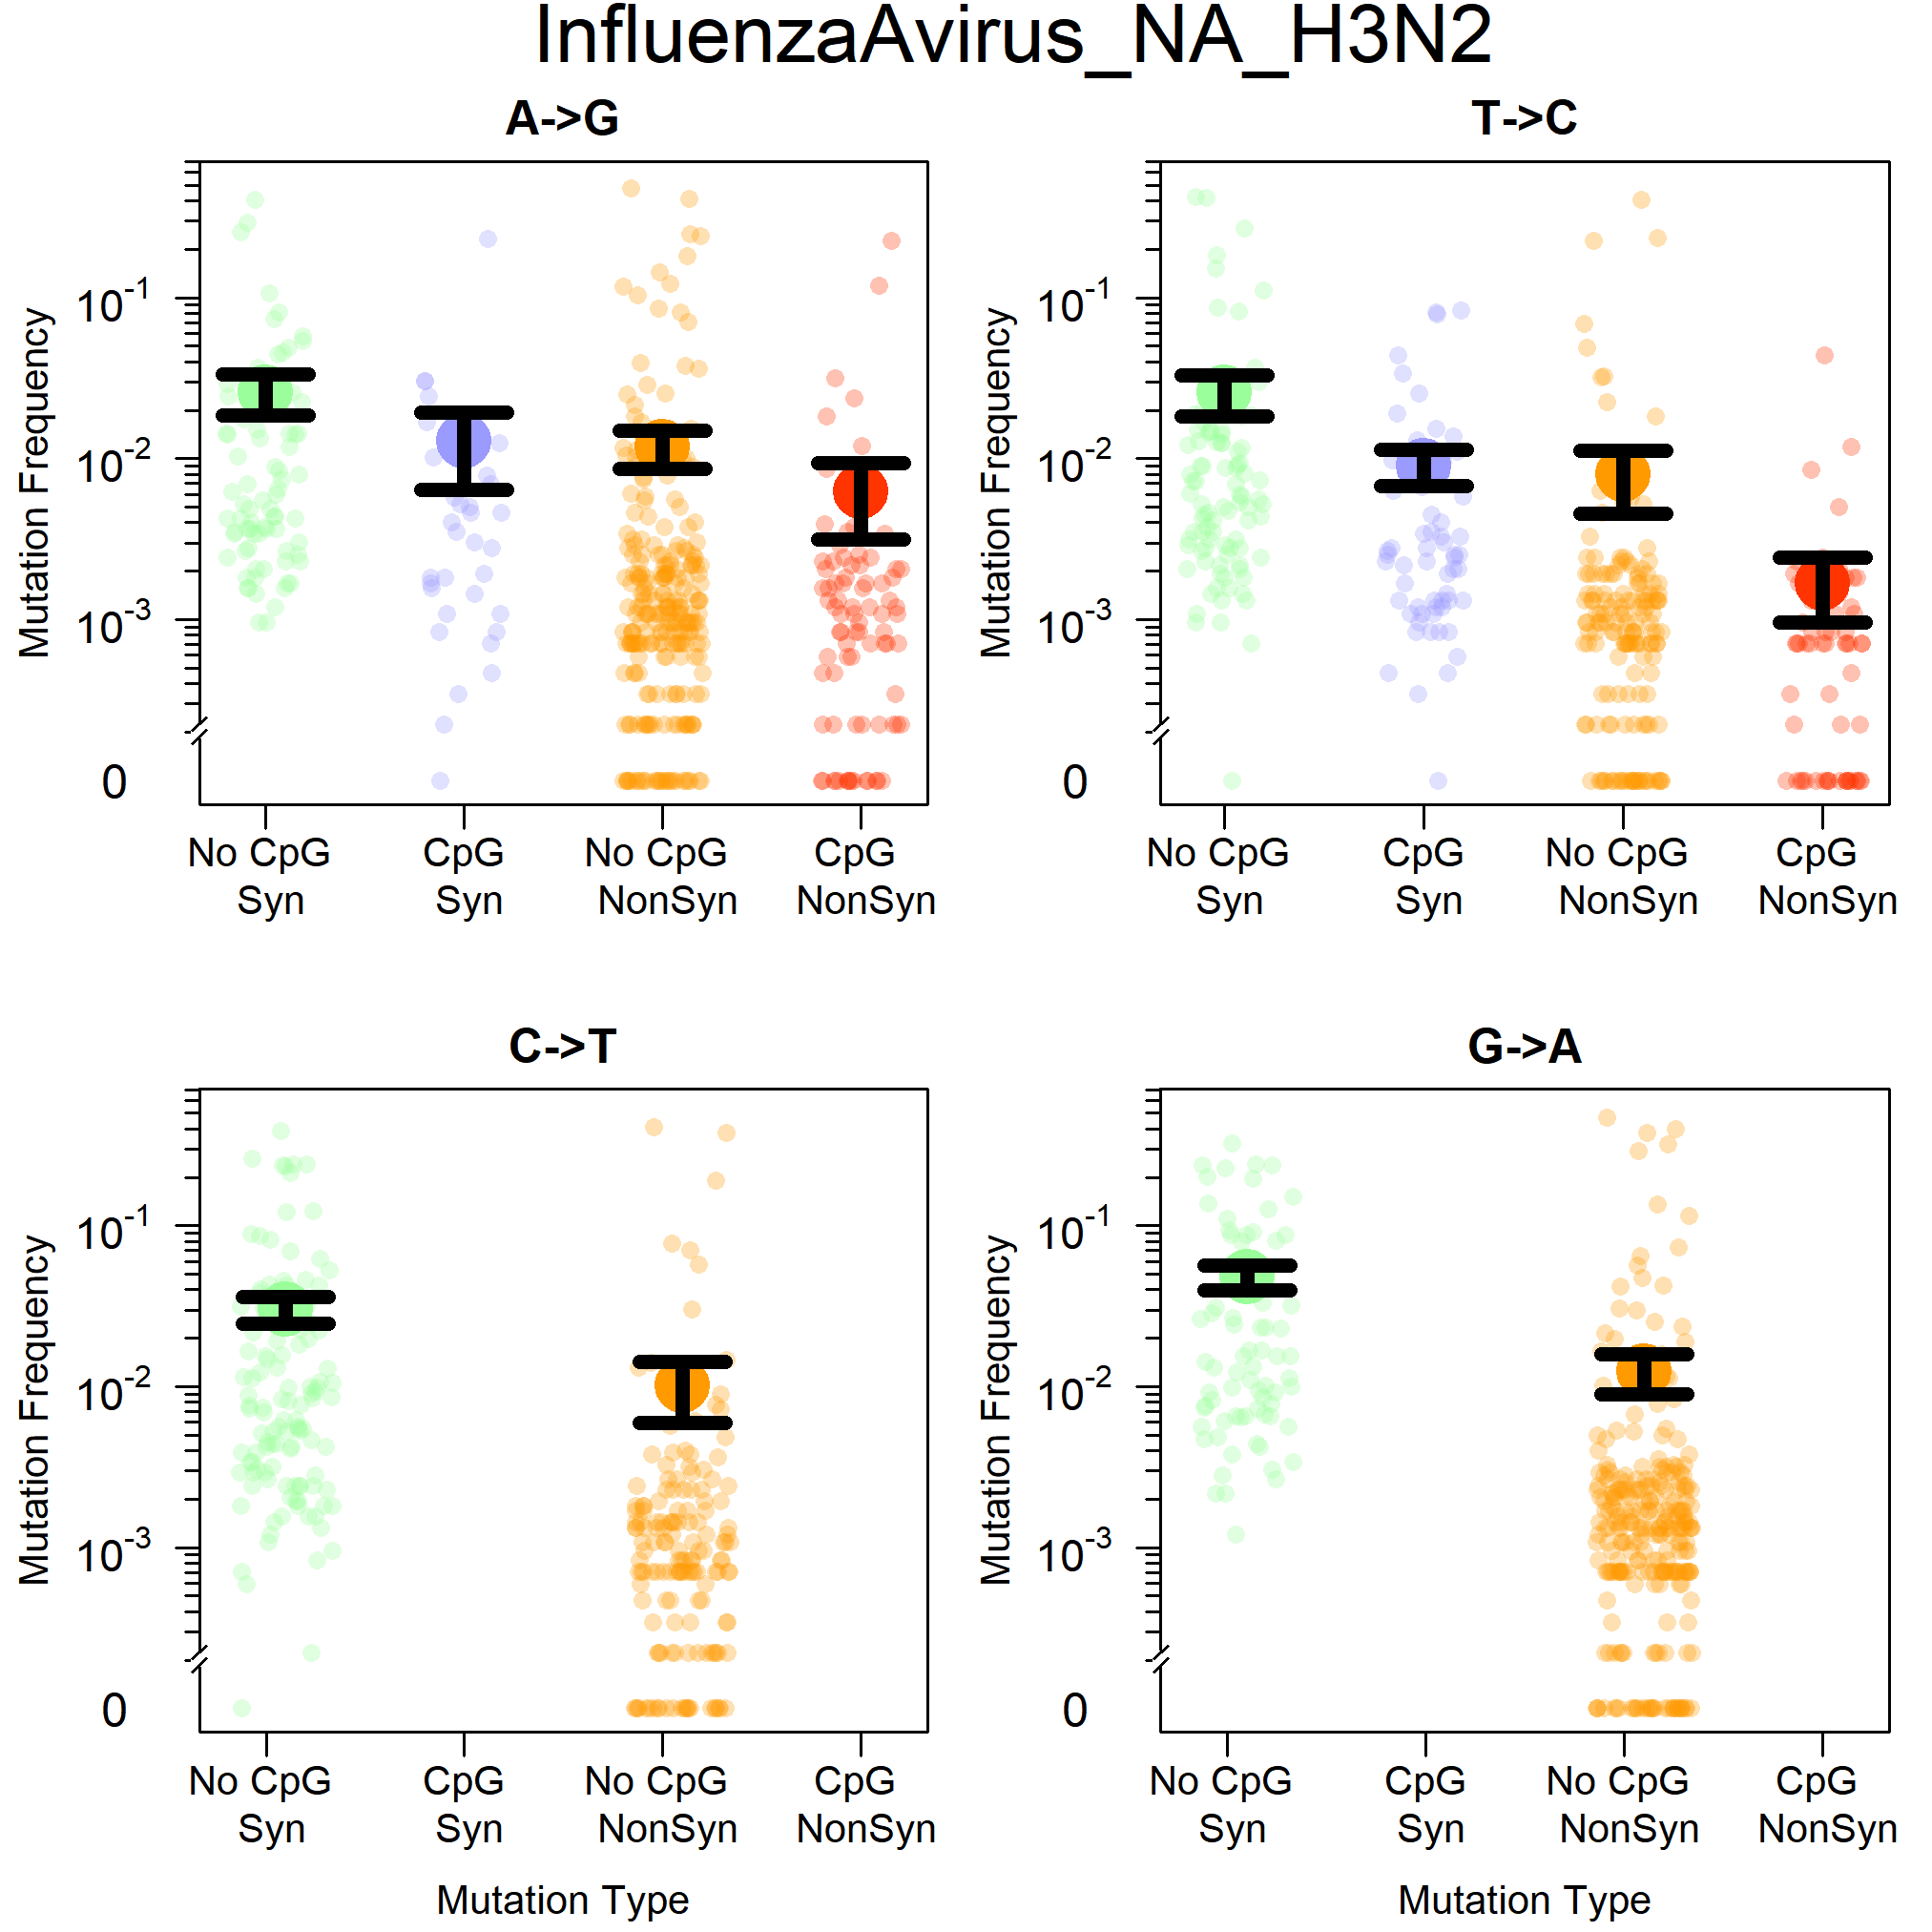 InfluenzaAvirus_NA_H3N2
A->G
Mutation Frequency
10-1
10-2
10-3
0
No CpG CpG No CpG CpG
Syn Syn NonSyn NonSyn
T->C
Mutation Frequency
10-1
10-2
10-3
0
No CpG CpG No CpG CpG
Syn Syn NonSyn NonSyn
C->T
Mutation Frequency
10-1
10-2
10-3
0
No CpG CpG No CpG CpG
Syn Syn NonSyn NonSyn
Mutation Type
G->A
Mutation Frequency
10-1
10-2
10-3
0
No CpG CpG No CpG CpG
Syn Syn NonSyn NonSyn
Mutation Type